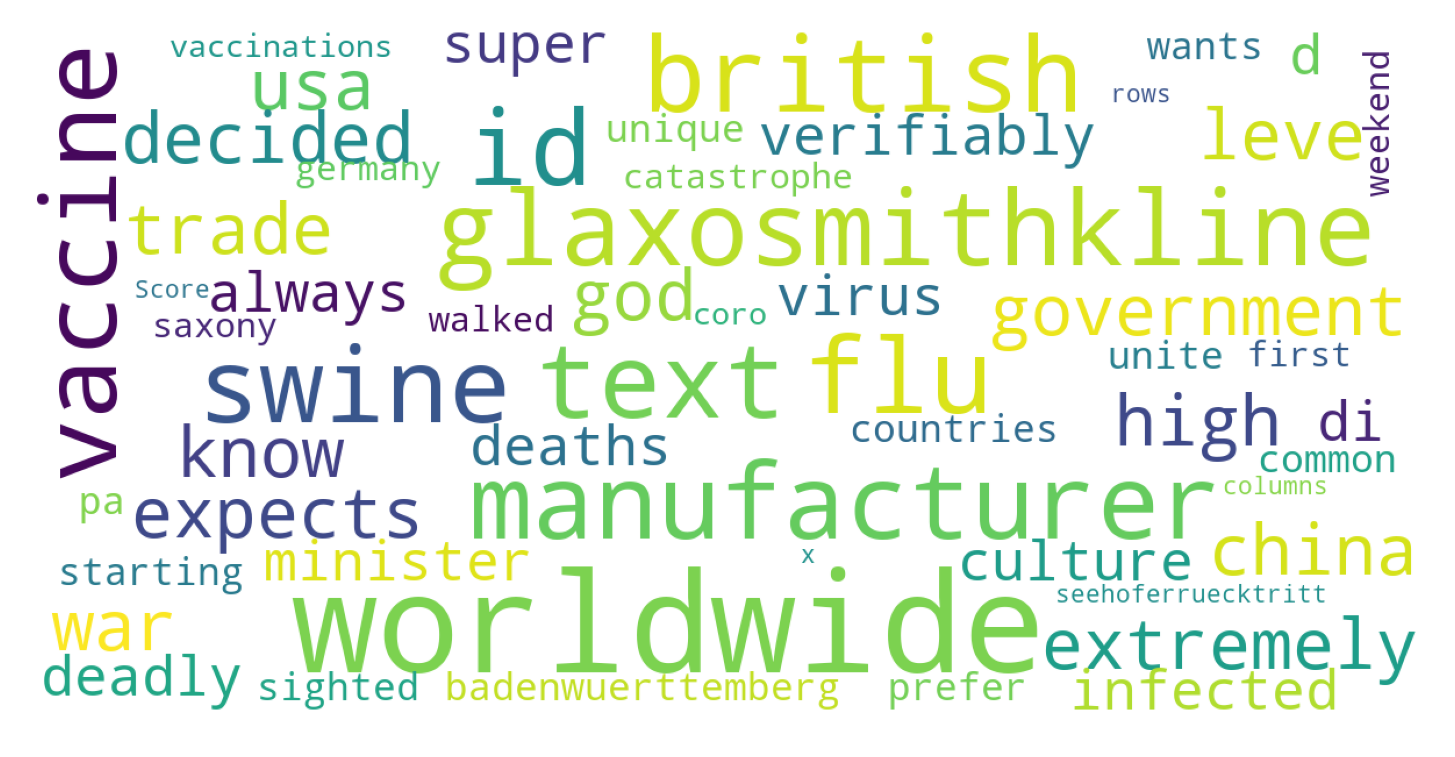 vaccine
vaccinations
super
british
wants
d
weekend
usa
rows
decided
id
unique
verifiably
leve
germany
catastrophe
trade
glaxosmithkline
Score
always
god
virus
government
saxony
walked
coro
swine
text
flu
unite
first
know
deaths
countries
high
di
common
pa
expects
manufacturer
columns
starting
minister
x
culture
china
war
worldwide
seehoferruecktritt
extremely
deadly
sighted
badenwuerttemberg
prefer
infected